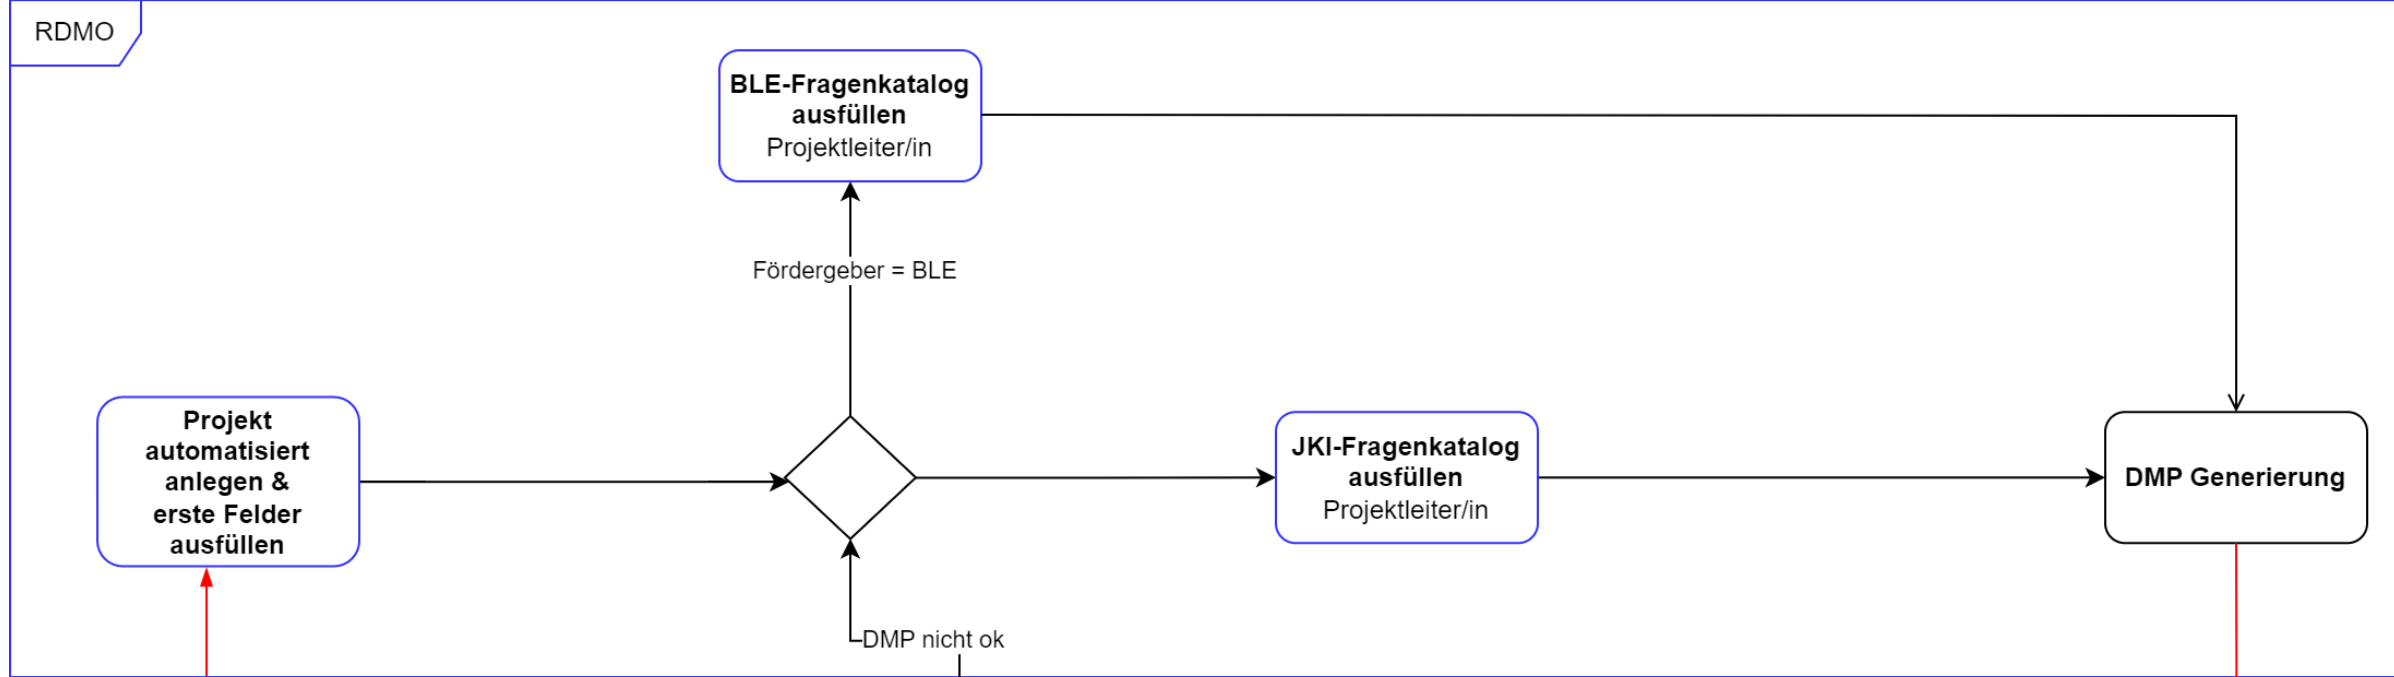 RDMO
BLE-Fragenkatalog
ausfüllen
Projektleiter/in
Fördergeber = BLE
Projekt
automatisiert
anlegen &
erste Felder
ausfüllen
JKI-Fragenkatalog
ausfüllen
Projektleiter/in
DMP Generierung
DMP nicht ok